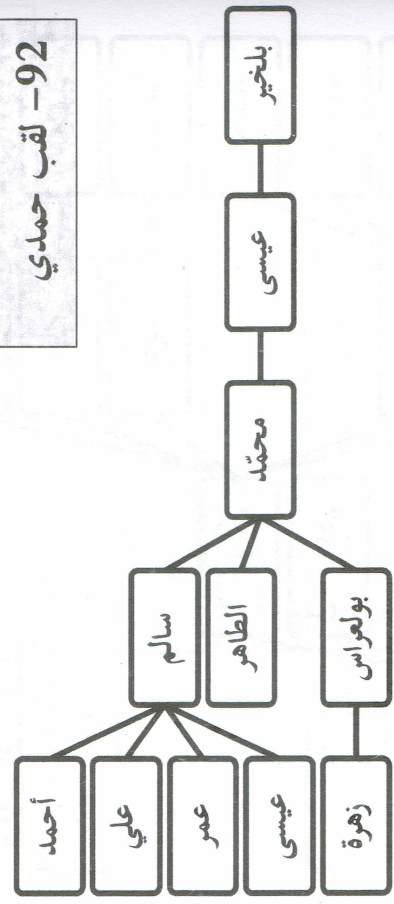 92- لقب حمدي
بلخير
عيسى
محمّد
بولعراس
الطاهر
سالم
زهرة
عيسى
عمر
علي
أحمد